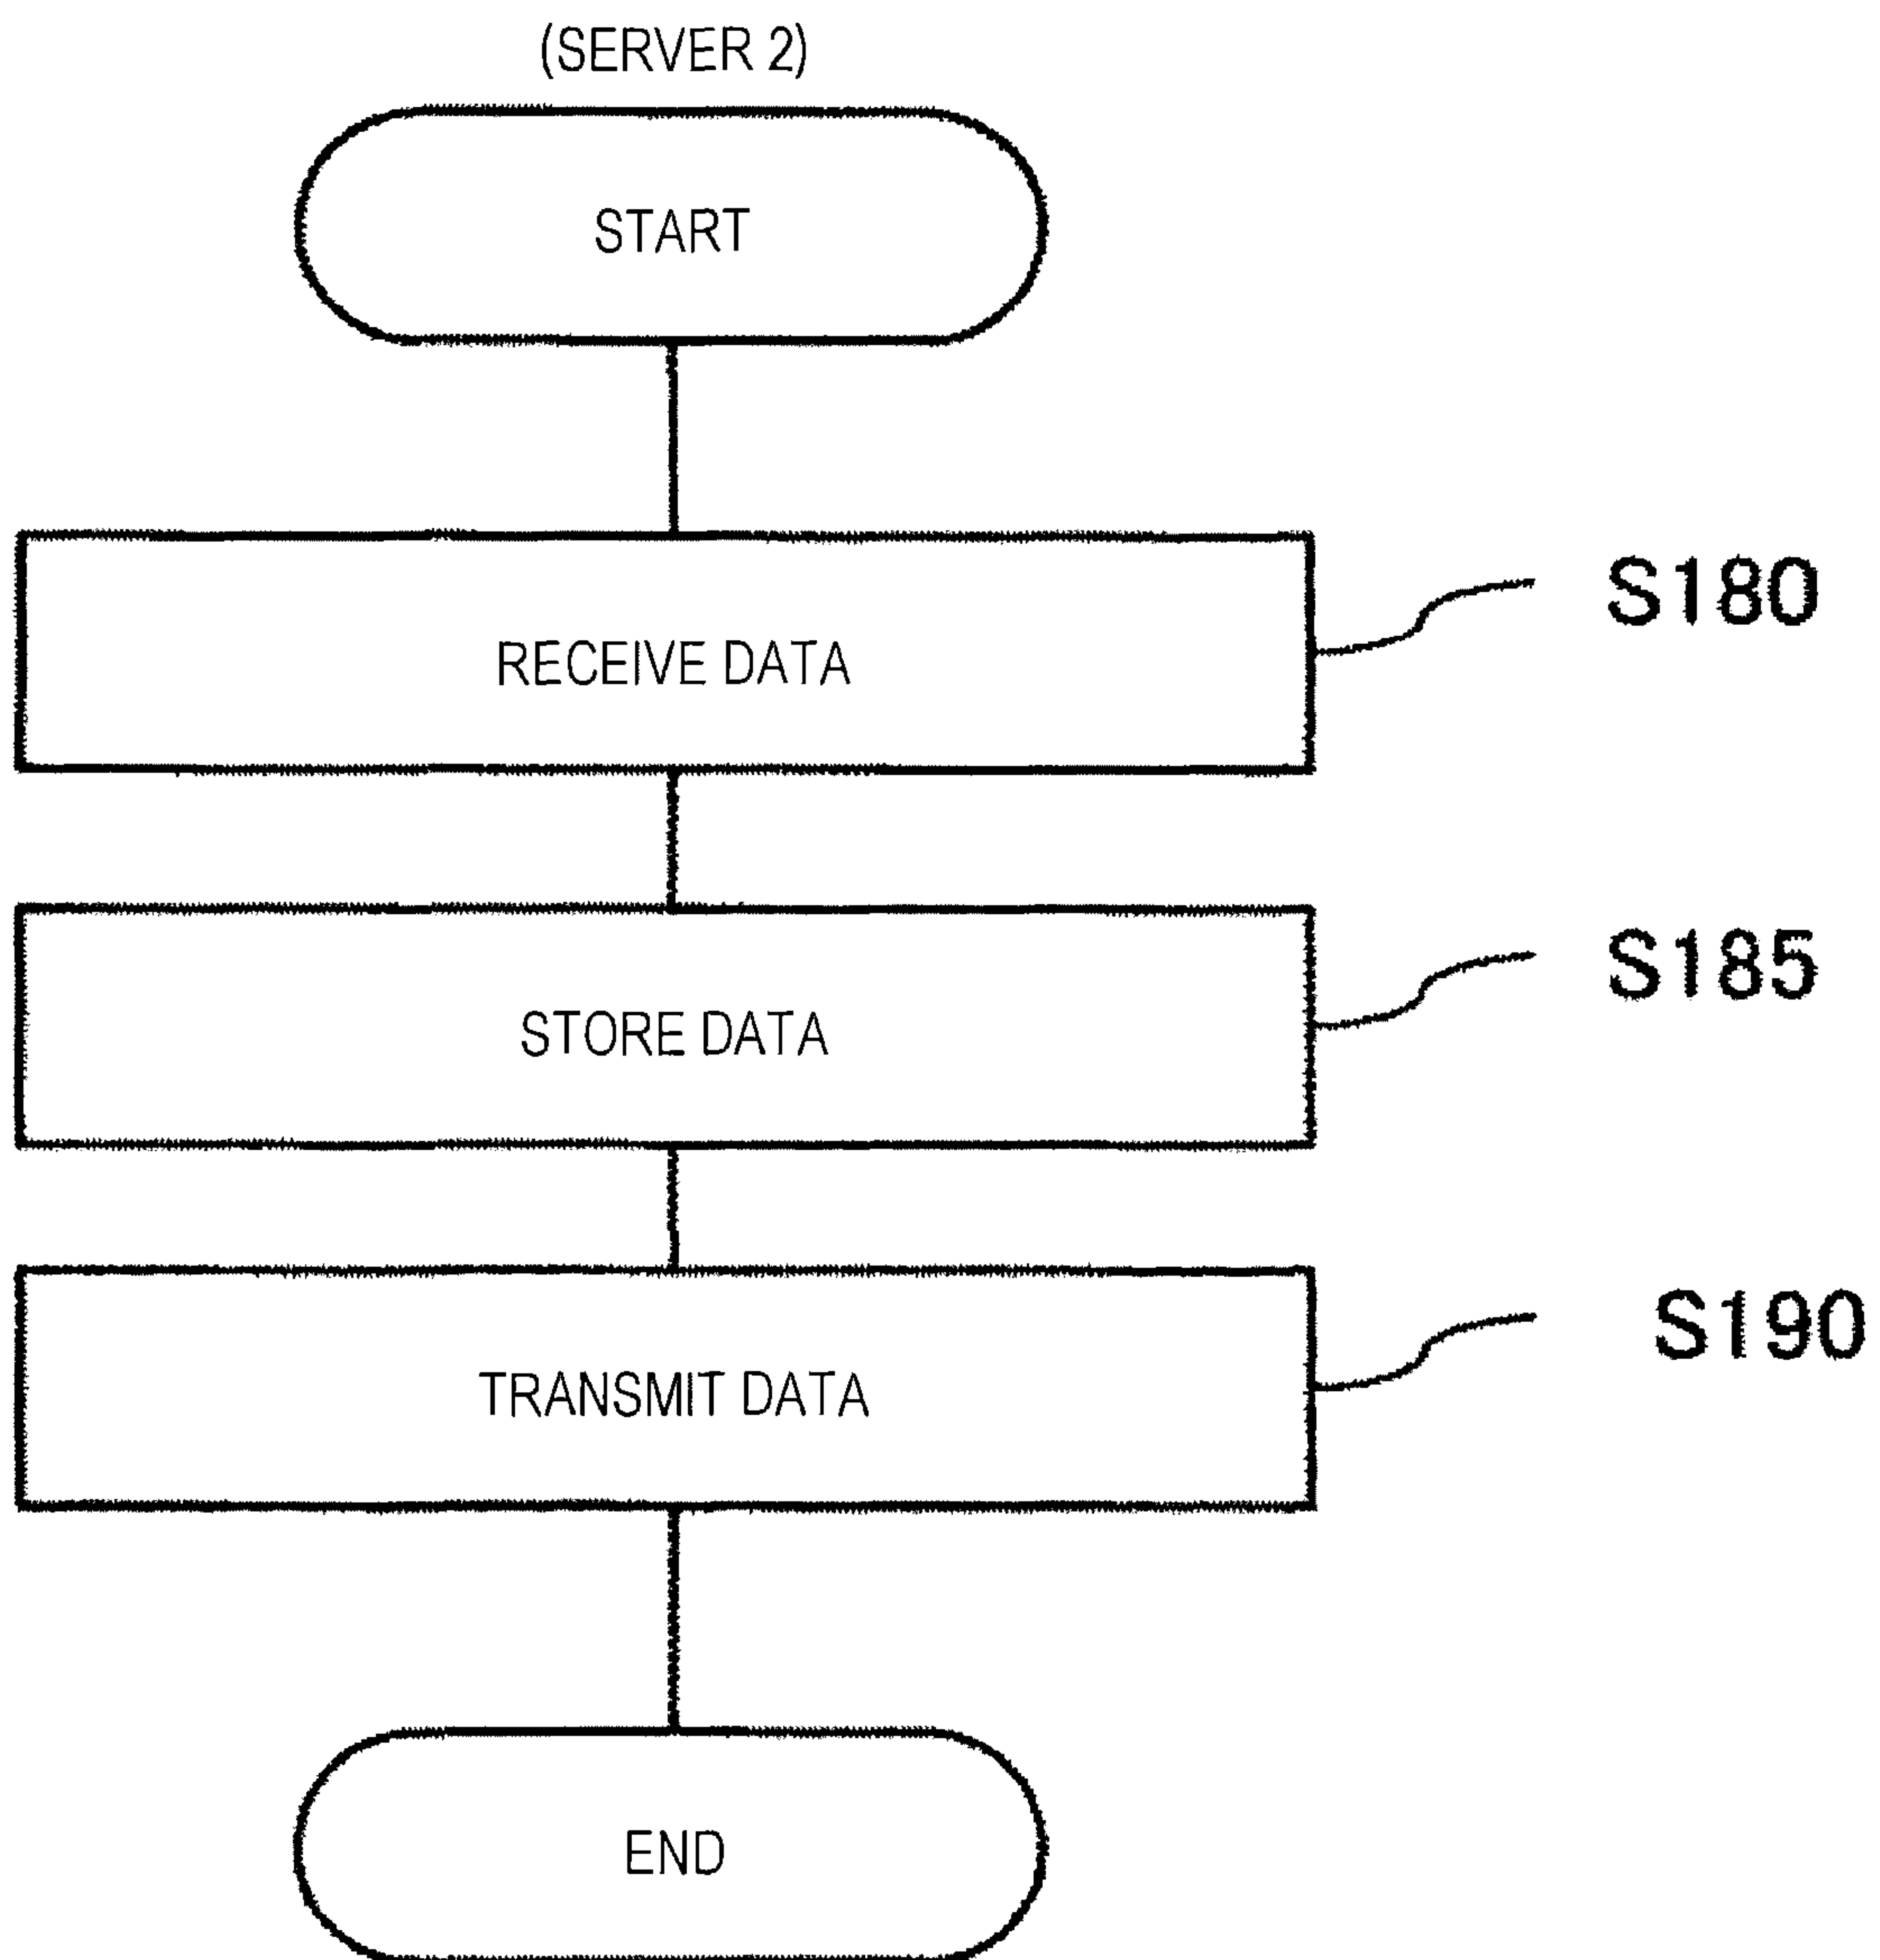 (SERVER 2)
START
RECEIVE DATA
S180
STORE DATA
S185
TRANSMIT DATA
S190
END